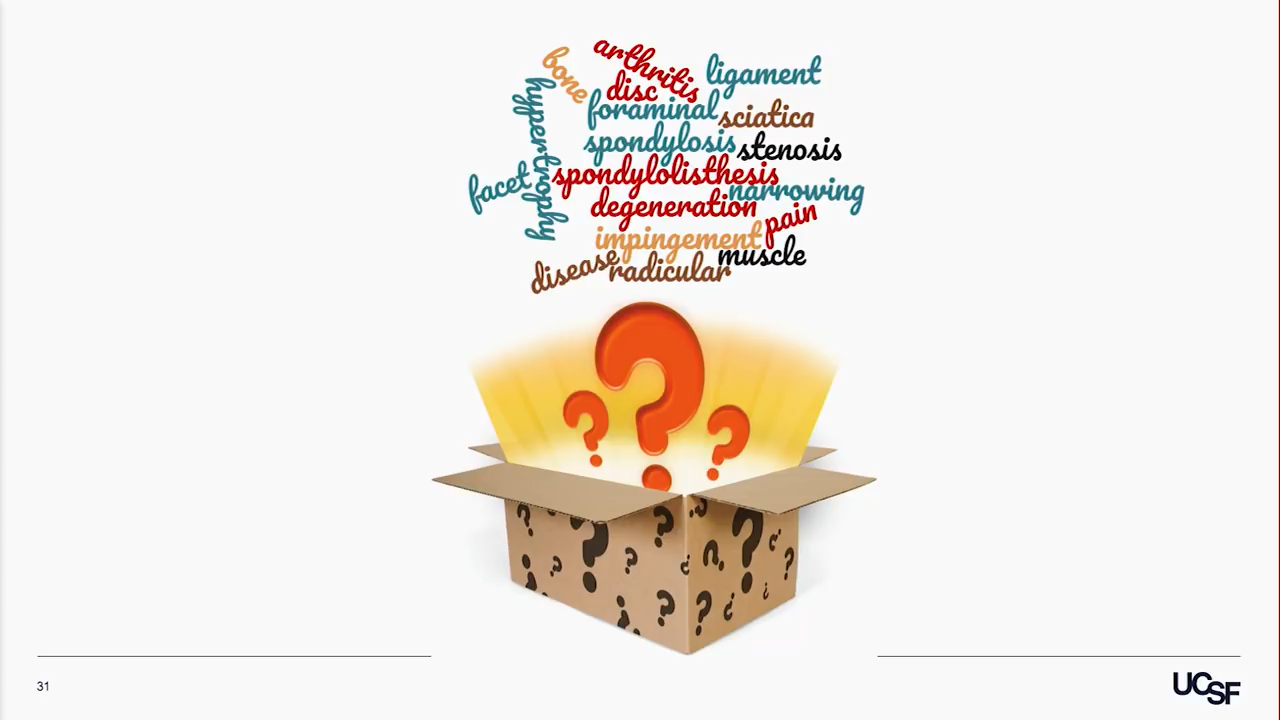 arthritis
bone
ligament
disc
foraminal
sciatica
hypertrophy
spondylosis
stenosis
spondylolisthesis
facet
narrowing
degeneration
pain
impingement
muscle
disease
radicular
? ? ?
31
UCSF